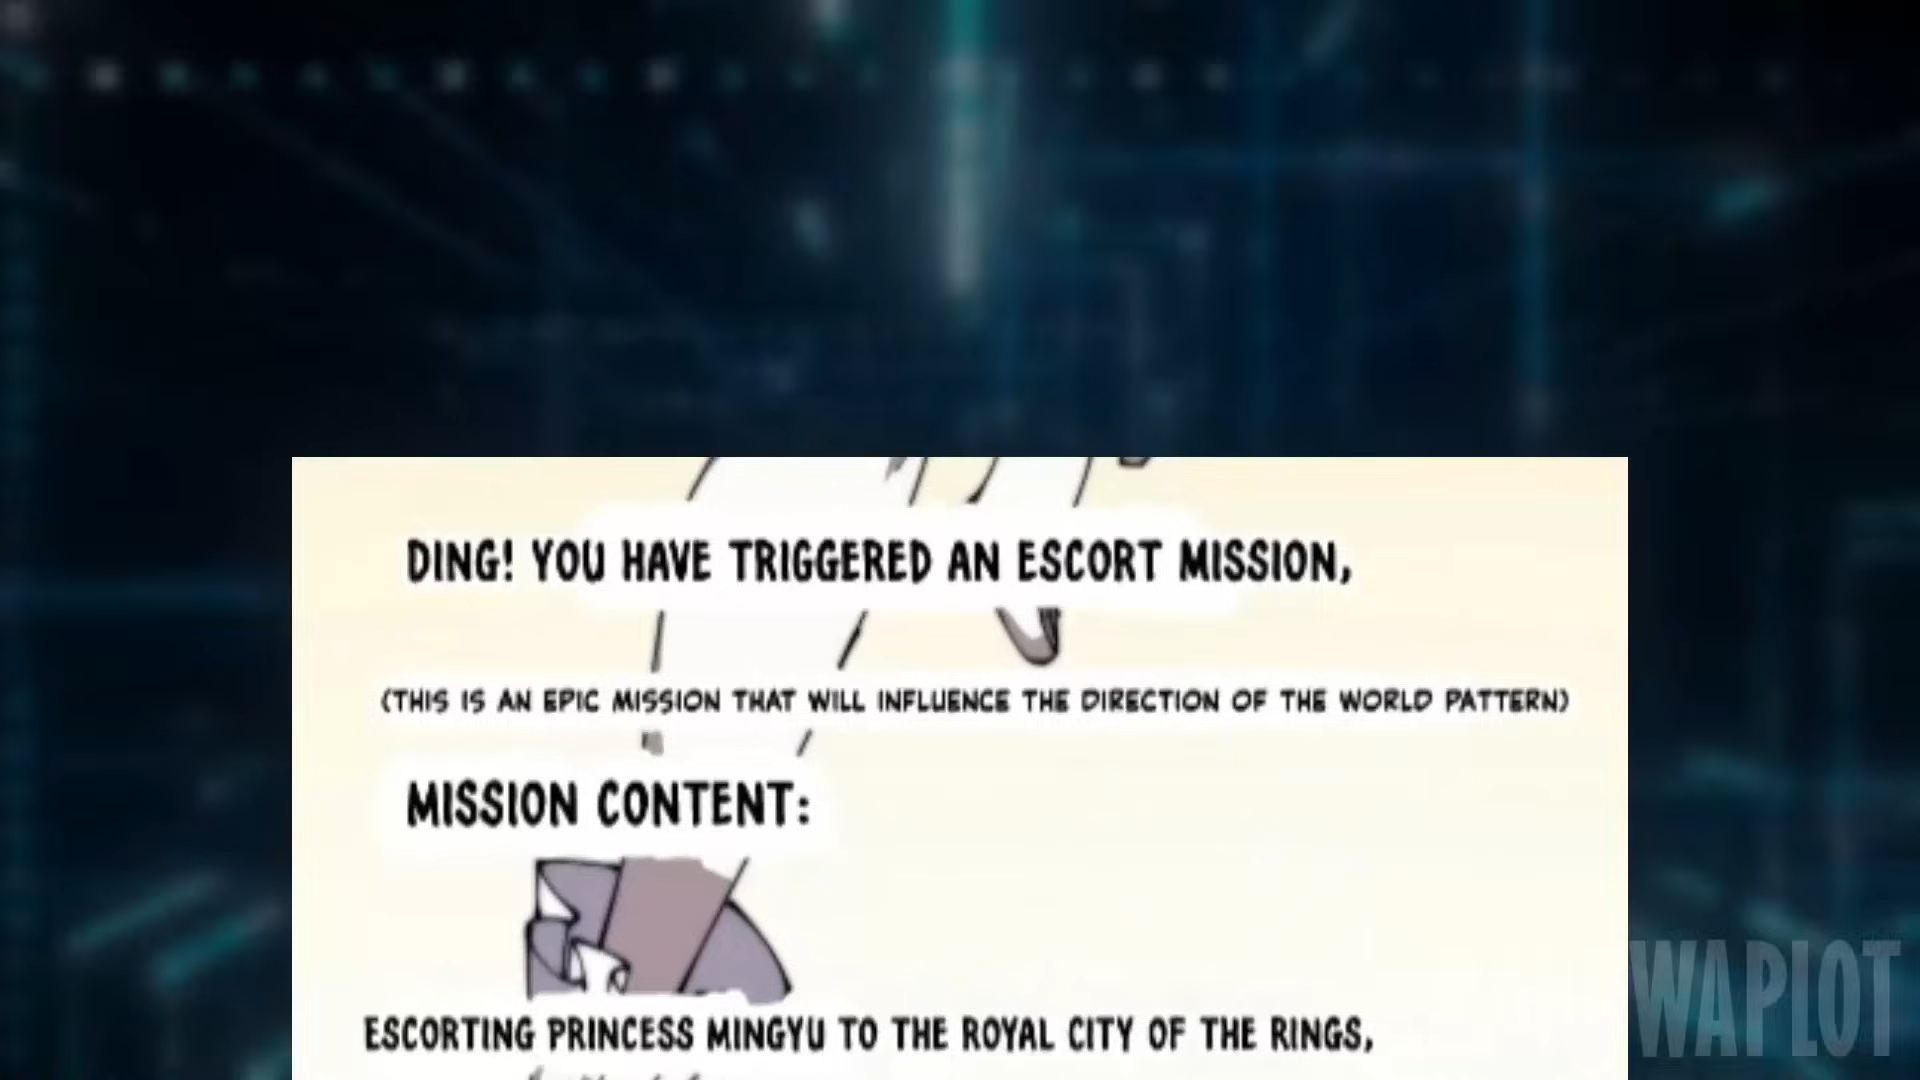 DING! YOU HAVE TRIGGERED AN ESCORT MISSION,
(THIS IS AN EPIC MISSION THAT WILL INFLUENCE THE DIRECTION OF THE WORLD PATTERN)
MISSION CONTENT:
ESCORTING PRINCESS MINGYU TO THE ROYAL CITY OF THE RINGS,
WAPLOT